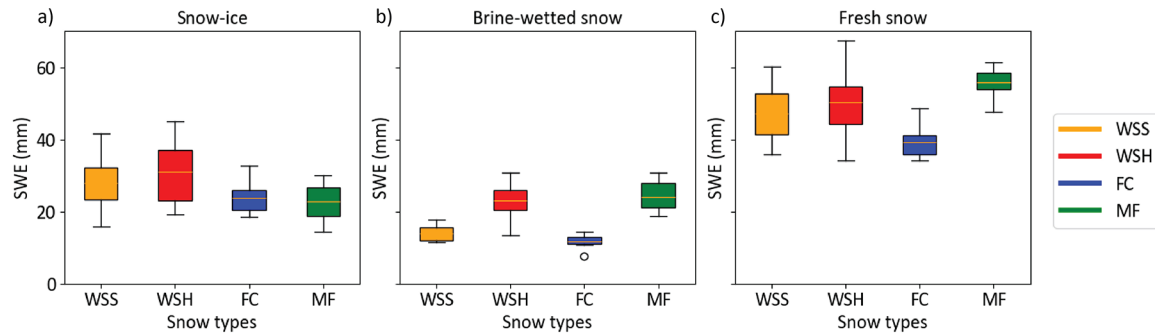 a) Snow-ice
b) Brine-wetted snow
c) Fresh snow
SWE (mm)
60
40
20
0
WSS WSH FC MF
Snow types
SWE (mm)
WSS WSH FC MF
Snow types
SWE (mm)
WSS WSH FC MF
Snow types
WSS
WSH
FC
MF